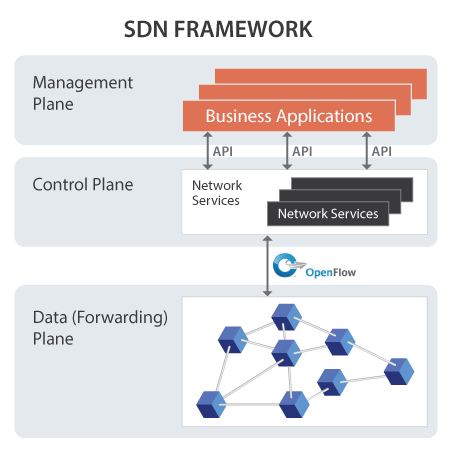 SDN FRAMEWORK
Management
Plane
Business Applications
API
API
API
Control Plane
Network
Services
Network Services
OpenFlow
Data (Forwarding)
Plane